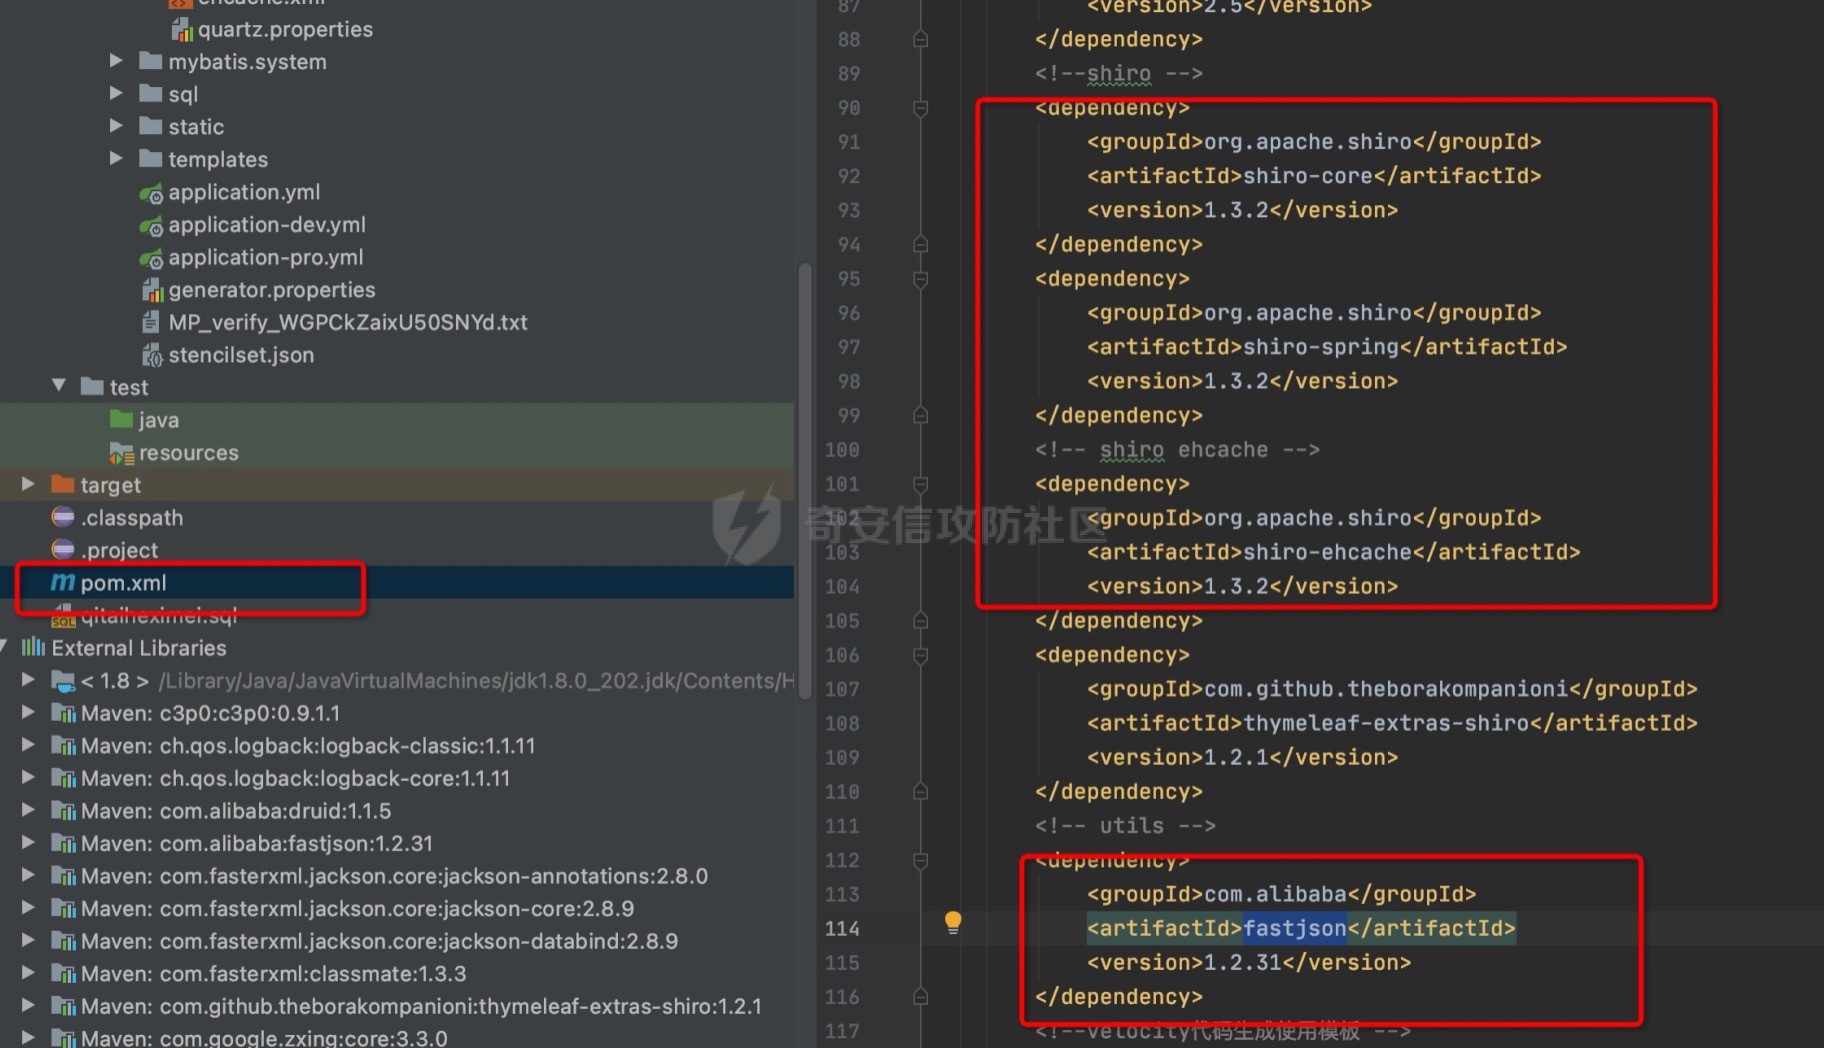 encache.xml
quartz.properties
mybatis.system
sql
static
templates
application.yml
application-dev.yml
application-pro.yml
generator.properties
MP_verify_WGPCkZaixU50SNYd.txt
stencilset.json
test
java
resources
target
.classpath
.project
pom.xml
qitaiheximei.sql
External Libraries
< 1.8 > /Library/Java/JavaVirtualMachines/jdk1.8.0_202.jdk/Contents/H
Maven: c3p0:c3p0:0.9.1.1
Maven: ch.qos.logback:logback-classic:1.1.11
Maven: ch.qos.logback:logback-core:1.1.11
Maven: com.alibaba:druid:1.1.5
Maven: com.alibaba:fastjson:1.2.31
Maven: com.fasterxml.jackson.core:jackson-annotations:2.8.0
Maven: com.fasterxml.jackson.core:jackson-core:2.8.9
Maven: com.fasterxml.jackson.core:jackson-databind:2.8.9
Maven: com.fasterxml:classmate:1.3.3
Maven: com.github.theborakompanioni:thymeleaf-extras-shiro:1.2.1
Maven: com.google.zxing:core:3.3.0
87 <version>2.5</version>
88 </dependency>
89 <!--shiro -->
90 <dependency>
91 <groupId>org.apache.shiro</groupId>
92 <artifactId>shiro-core</artifactId>
93 <version>1.3.2</version>
94 </dependency>
95 <dependency>
96 <groupId>org.apache.shiro</groupId>
97 <artifactId>shiro-spring</artifactId>
98 <version>1.3.2</version>
99 </dependency>
100 <!-- shiro ehcache -->
101 <dependency>
102 <groupId>org.apache.shiro</groupId>
103 <artifactId>shiro-ehcache</artifactId>
104 <version>1.3.2</version>
105 </dependency>
106 <dependency>
107 <groupId>com.github.theborakompanioni</groupId>
108 <artifactId>thymeleaf-extras-shiro</artifactId>
109 <version>1.2.1</version>
110 </dependency>
111 <!-- utils -->
112 <dependency>
113 <groupId>com.alibaba</groupId>
114 <artifactId>fastjson</artifactId>
115 <version>1.2.31</version>
116 </dependency>
117 <!--velocity代码生成使用模板 -->
奇安信攻防社区